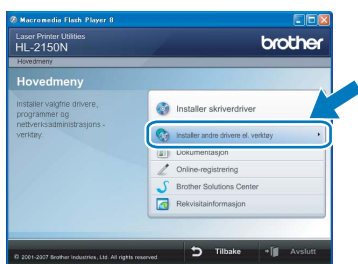 Macromedia Flash Player 8
Laser Printer Utilities
HL-2150N
brother
Hovedmeny
Hovedmeny
Installer valgfrie drivere,
programmer og
nettverksadministrasjons -
verktøy.
Installer skriverdriver
Installer andre drivere el. verktøy
Dokumentasjon
Online-registrering
Brother Solutions Center
Rekvisitainformasjon
© 2001-2007 Brother Industries, Ltd. All rights reserved.
Tilbake
Avslutt